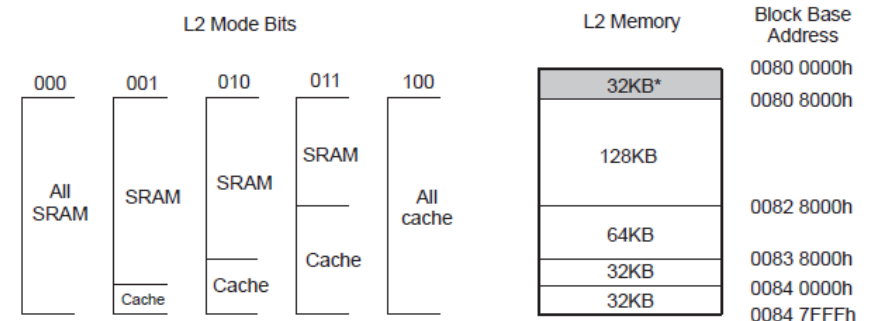 L2 Mode Bits
L2 Memory
Block Base
Address
000
001
010
011
100
0080 0000h
32KB*
0080 8000h
All
SRAM
SRAM
SRAM
SRAM
All
cache
128KB
0082 8000h
Cache
Cache
Cache
64KB
0083 8000h
32KB
0084 0000h
32KB
0084 7FFFh